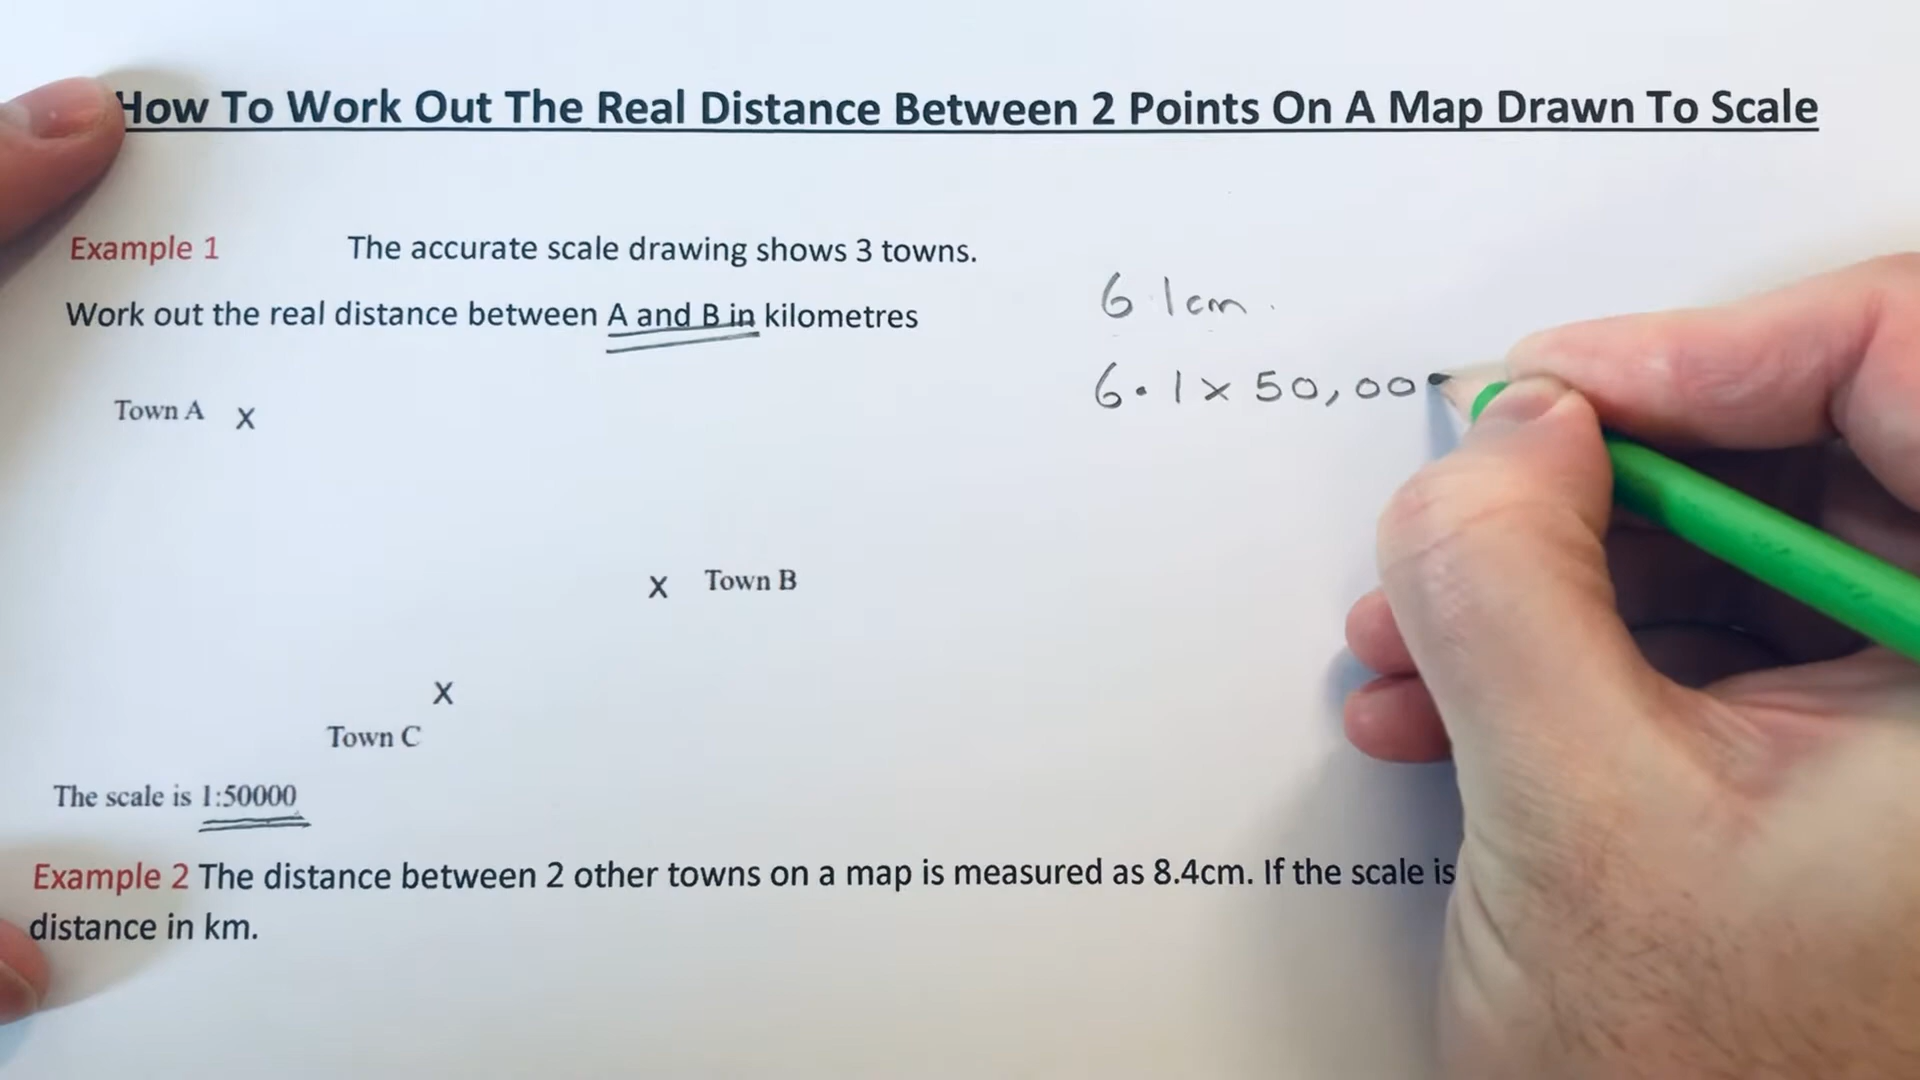 How To Work Out The Real Distance Between 2 Points On A Map Drawn To Scale
Example 1 The accurate scale drawing shows 3 towns.
Work out the real distance between A and B in kilometres
6.1cm.
6.1 x 50,00
Town A X
X Town B
X
Town C
The scale is 1:50000
Example 2 The distance between 2 other towns on a map is measured as 8.4cm. If the scale is
distance in km.